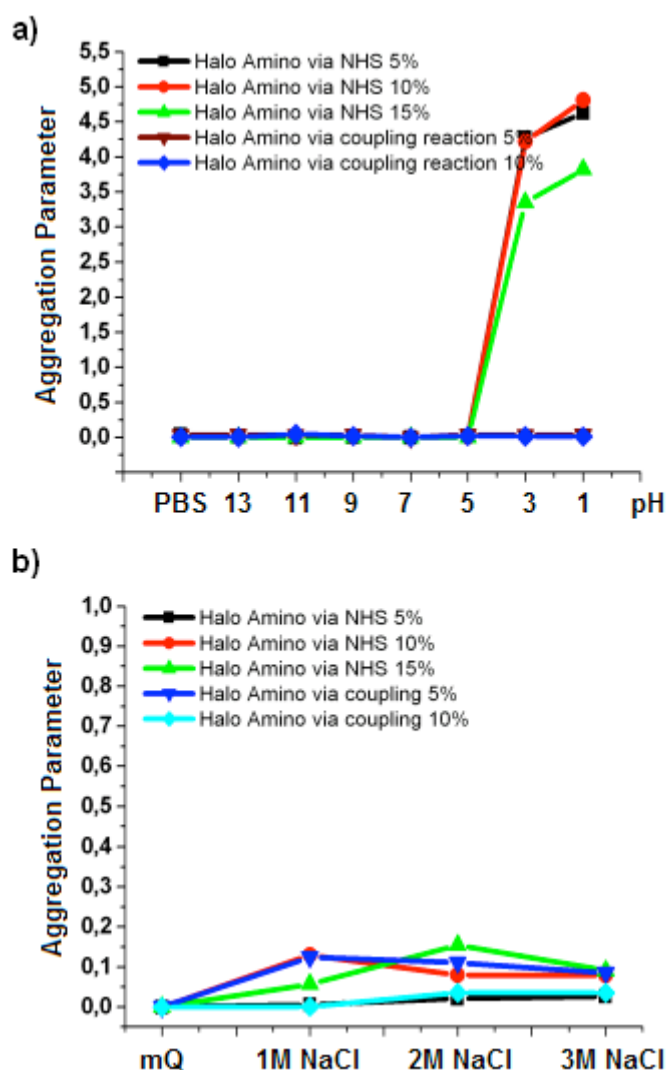 a)
Aggregation Parameter
5,5
5,0
4,5
4,0
3,5
3,0
2,5
2,0
1,5
1,0
0,5
0,0
Halo Amino via NHS 5%
Halo Amino via NHS 10%
Halo Amino via NHS 15%
Halo Amino via coupling reaction 5%
Halo Amino via coupling reaction 10%
PBS 13 11 9 7 5 3 1 pH
b)
Aggregation Parameter
1,0
0,9
0,8
0,7
0,6
0,5
0,4
0,3
0,2
0,1
0,0
Halo Amino via NHS 5%
Halo Amino via NHS 10%
Halo Amino via NHS 15%
Halo Amino via coupling 5%
Halo Amino via coupling 10%
mQ 1M NaCl 2M NaCl 3M NaCl